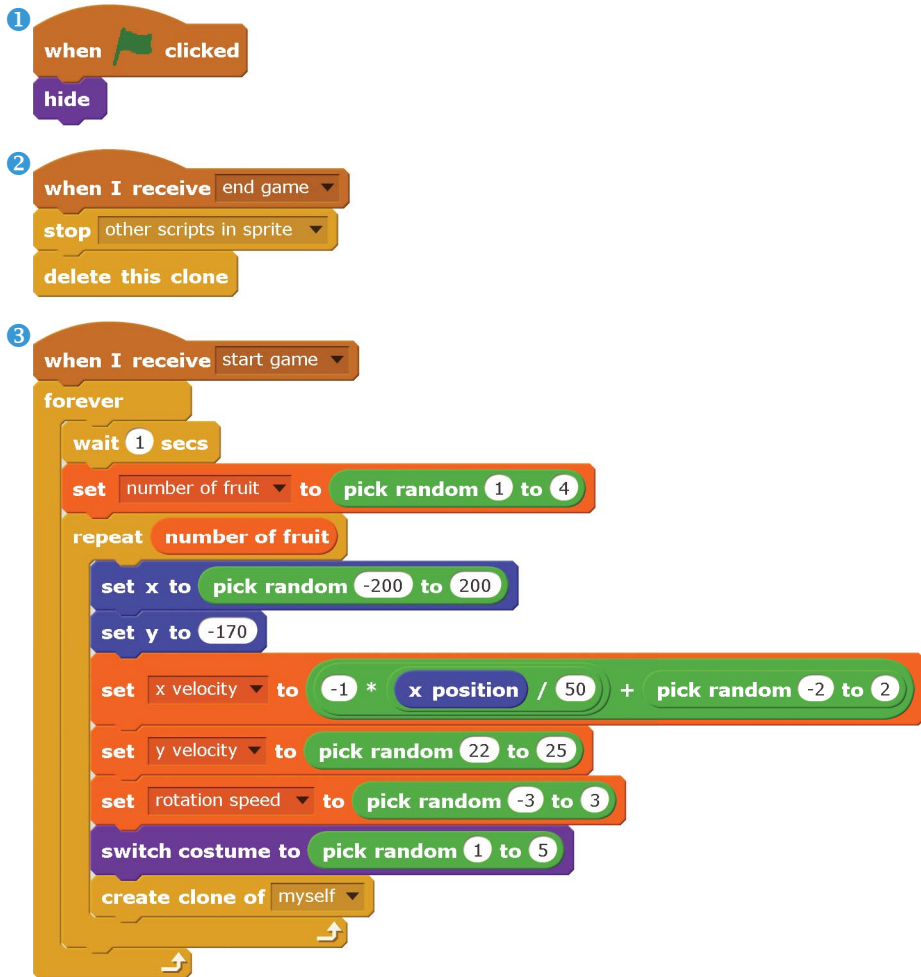 1
when clicked
hide
2
when I receive end game
stop other scripts in sprite
delete this clone
3
when I receive start game
forever
wait 1 secs
set number of fruit to pick random 1 to 4
repeat number of fruit
set x to pick random -200 to 200
set y to -170
set x velocity to -1 * x position / 50 + pick random -2 to 2
set y velocity to pick random 22 to 25
set rotation speed to pick random -3 to 3
switch costume to pick random 1 to 5
create clone of myself